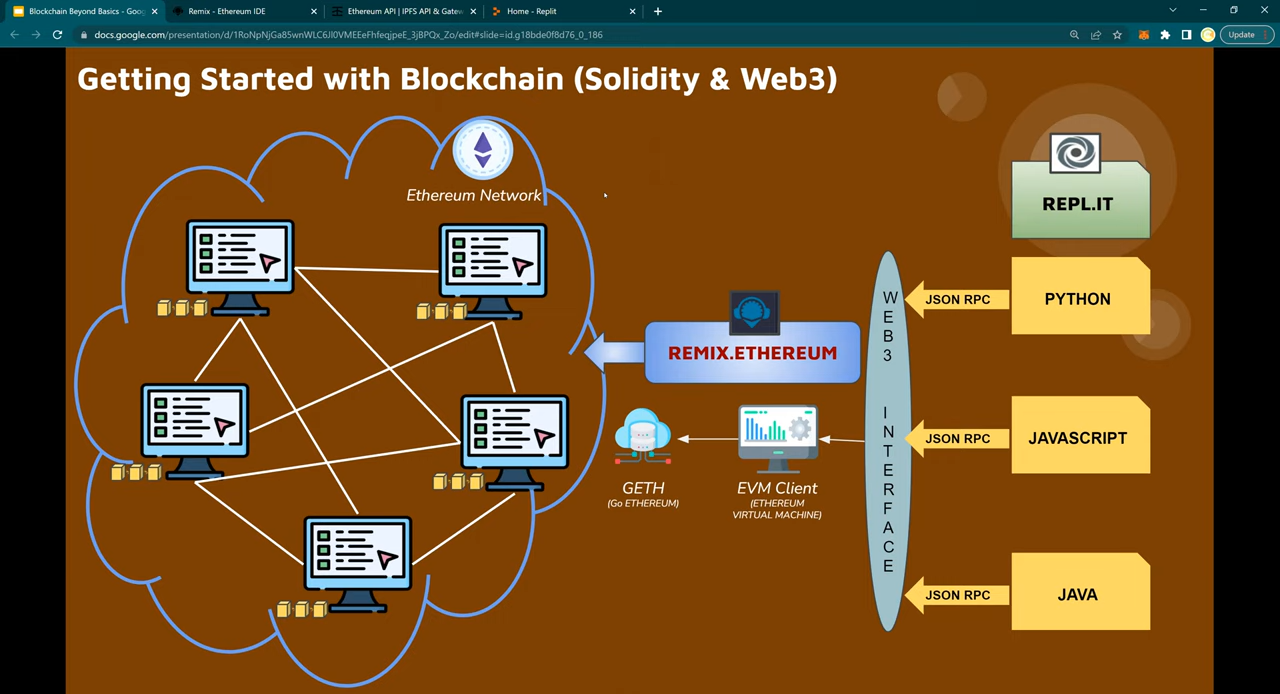 Blockchain Beyond Basics - Goog
Remix - Ethereum IDE
Ethereum API | IPFS API & Gatew
Home - Replit
docs.google.com/presentation/d/1RoNpNjGa85wnWLC6JI0VMEEeFhfeqjpeE_3jBPQx_Zo/edit#slide=id.g18bde0f8d76_0_186
Update
Getting Started with Blockchain (Solidity & Web3)
Ethereum Network
REPL.IT
REMIX.ETHEREUM
WEB3 INTERFACE
JSON RPC
PYTHON
JSON RPC
JAVASCRIPT
JSON RPC
JAVA
GETH
(Go ETHEREUM)
EVM Client
(ETHEREUM
VIRTUAL MACHINE)